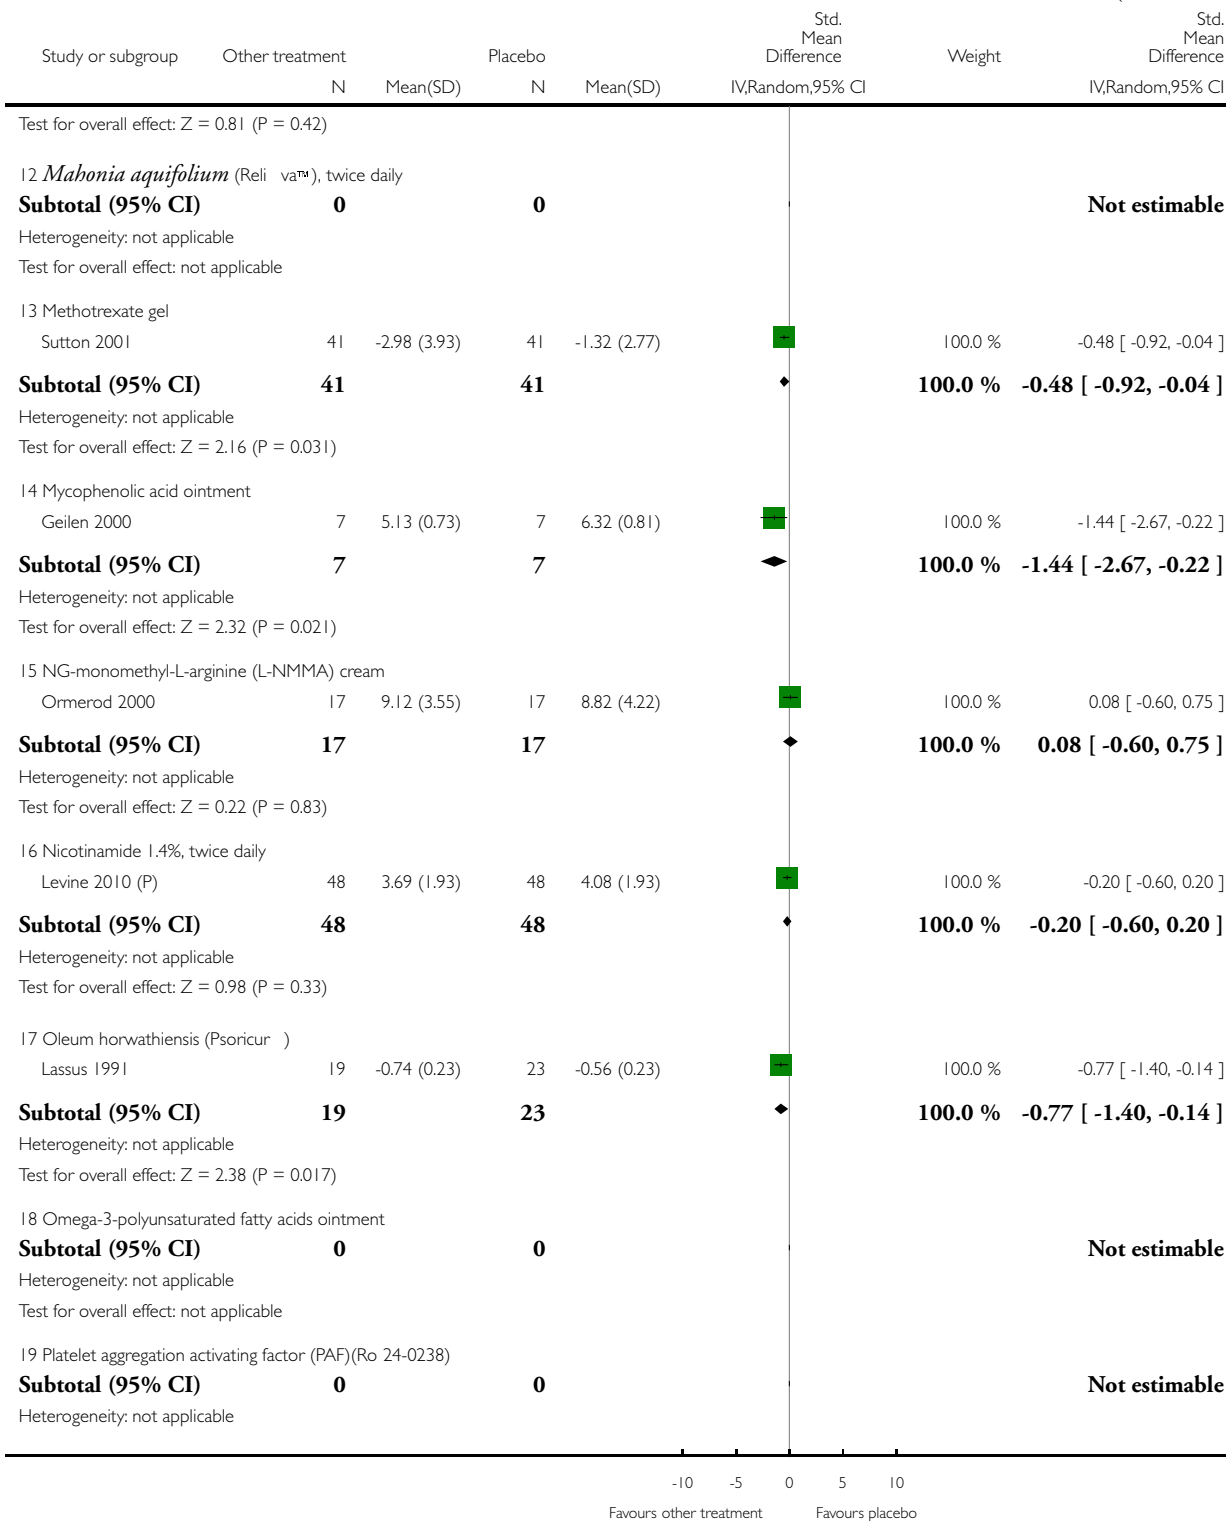 Std.
Mean
Difference
Std.
Mean
Difference
Study or subgroup Other treatment Placebo Weight
N Mean(SD) N Mean(SD) IV,Random,95% CI IV,Random,95% CI
Test for overall effect: Z = 0.81 (P = 0.42)
12 Mahonia aquifolium (Reli va™), twice daily
Subtotal (95% CI) 0 0 Not estimable
Heterogeneity: not applicable
Test for overall effect: not applicable
13 Methotrexate gel
Sutton 2001 41 -2.98 (3.93) 41 -1.32 (2.77) 100.0 % -0.48 [ -0.92, -0.04 ]
Subtotal (95% CI) 41 41 100.0 % -0.48 [ -0.92, -0.04 ]
Heterogeneity: not applicable
Test for overall effect: Z = 2.16 (P = 0.031)
14 Mycophenolic acid ointment
Geilen 2000 7 5.13 (0.73) 7 6.32 (0.81) 100.0 % -1.44 [ -2.67, -0.22 ]
Subtotal (95% CI) 7 7 100.0 % -1.44 [ -2.67, -0.22 ]
Heterogeneity: not applicable
Test for overall effect: Z = 2.32 (P = 0.021)
15 NG-monomethyl-L-arginine (L-NMMA) cream
Ormerod 2000 17 9.12 (3.55) 17 8.82 (4.22) 100.0 % 0.08 [ -0.60, 0.75 ]
Subtotal (95% CI) 17 17 100.0 % 0.08 [ -0.60, 0.75 ]
Heterogeneity: not applicable
Test for overall effect: Z = 0.22 (P = 0.83)
16 Nicotinamide 1.4%, twice daily
Levine 2010 (P) 48 3.69 (1.93) 48 4.08 (1.93) 100.0 % -0.20 [ -0.60, 0.20 ]
Subtotal (95% CI) 48 48 100.0 % -0.20 [ -0.60, 0.20 ]
Heterogeneity: not applicable
Test for overall effect: Z = 0.98 (P = 0.33)
17 Oleum horwathiensis (Psoricur )
Lassus 1991 19 -0.74 (0.23) 23 -0.56 (0.23) 100.0 % -0.77 [ -1.40, -0.14 ]
Subtotal (95% CI) 19 23 100.0 % -0.77 [ -1.40, -0.14 ]
Heterogeneity: not applicable
Test for overall effect: Z = 2.38 (P = 0.017)
18 Omega-3-polyunsaturated fatty acids ointment
Subtotal (95% CI) 0 0 Not estimable
Heterogeneity: not applicable
Test for overall effect: not applicable
19 Platelet aggregation activating factor (PAF)(Ro 24-0238)
Subtotal (95% CI) 0 0 Not estimable
Heterogeneity: not applicable
-10 -5 0 5 10
Favours other treatment Favours placebo